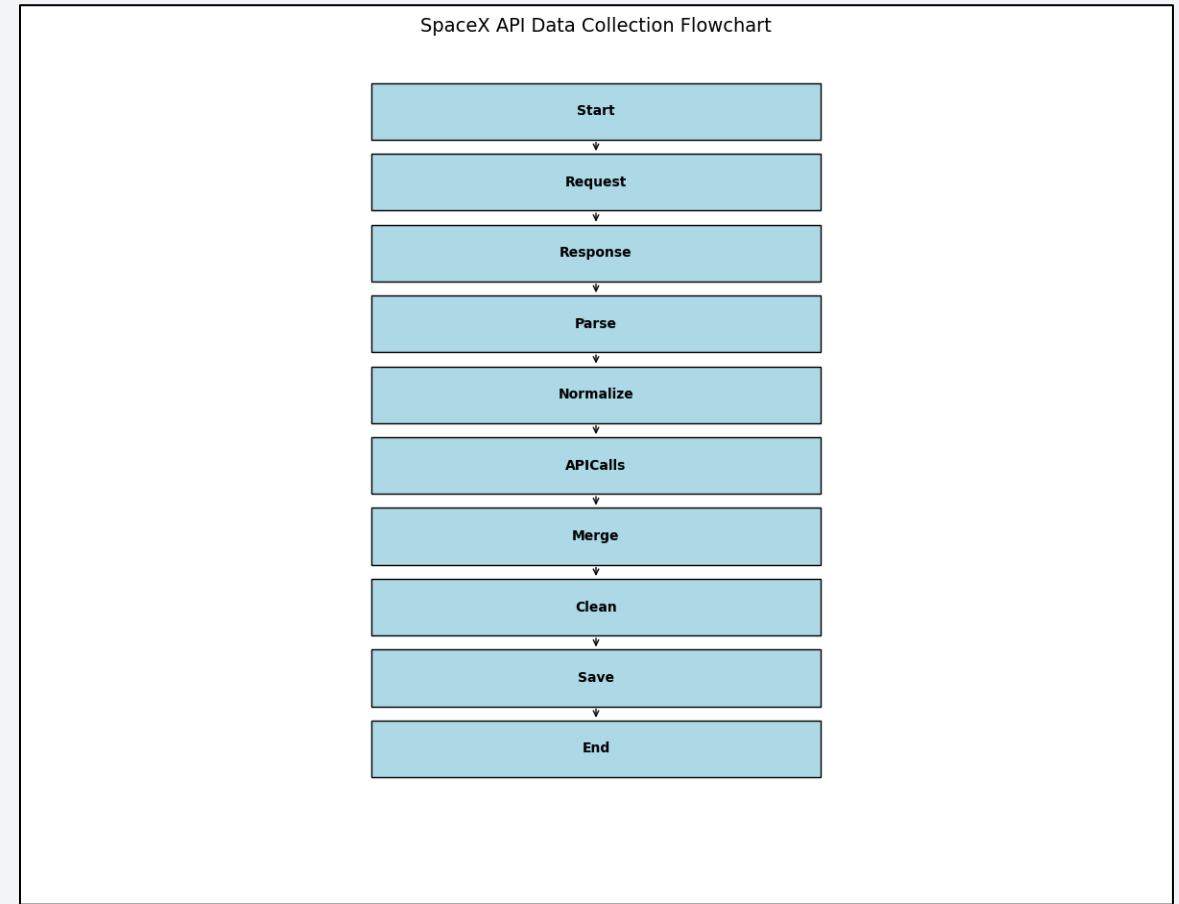 SpaceX API Data Collection Flowchart
Start
Request
Response
Parse
Normalize
APICalls
Merge
Clean
Save
End